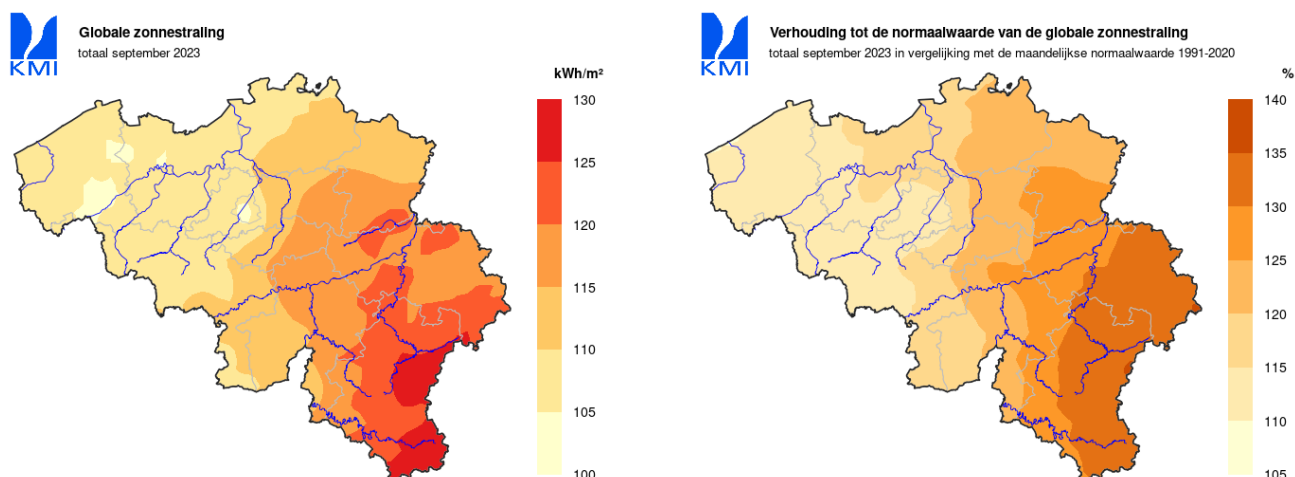 KMI
Globale zonnestraling
totaal september 2023
kWh/m²
130
125
120
115
110
105
100
KMI
Verhouding tot de normaalwaarde van de globale zonnestraling
totaal september 2023 in vergelijking met de maandelijkse normaalwaarde 1991-2020
%
140
135
130
125
120
115
110
105